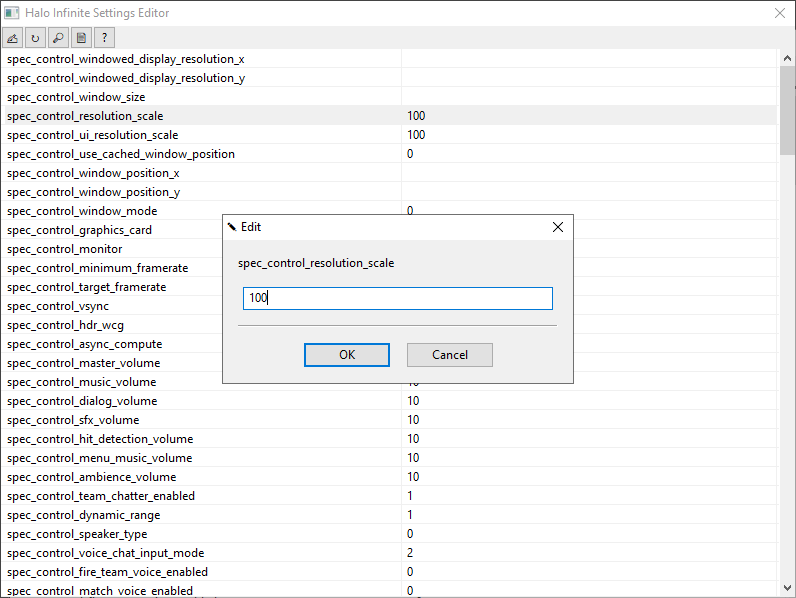 Halo Infinite Settings Editor
?
spec_control_windowed_display_resolution_x
spec_control_windowed_display_resolution_y
spec_control_window_size
spec_control_resolution_scale 100
spec_control_ui_resolution_scale 100
spec_control_use_cached_window_position 0
spec_control_window_position_x
spec_control_window_position_y
spec_control_window_mode 0
spec_control_graphics_card
spec_control_monitor
spec_control_minimum_framerate
spec_control_target_framerate
spec_control_vsync
spec_control_hdr_wcg
spec_control_async_compute
spec_control_master_volume
spec_control_music_volume 10
spec_control_dialog_volume 10
spec_control_sfx_volume 10
spec_control_hit_detection_volume 10
spec_control_menu_music_volume 10
spec_control_ambience_volume 10
spec_control_team_chatter_enabled 1
spec_control_dynamic_range 1
spec_control_speaker_type 0
spec_control_voice_chat_input_mode 2
spec_control_fire_team_voice_enabled 0
spec_control_match_voice_enabled 0
Edit
spec_control_resolution_scale
100
OK Cancel